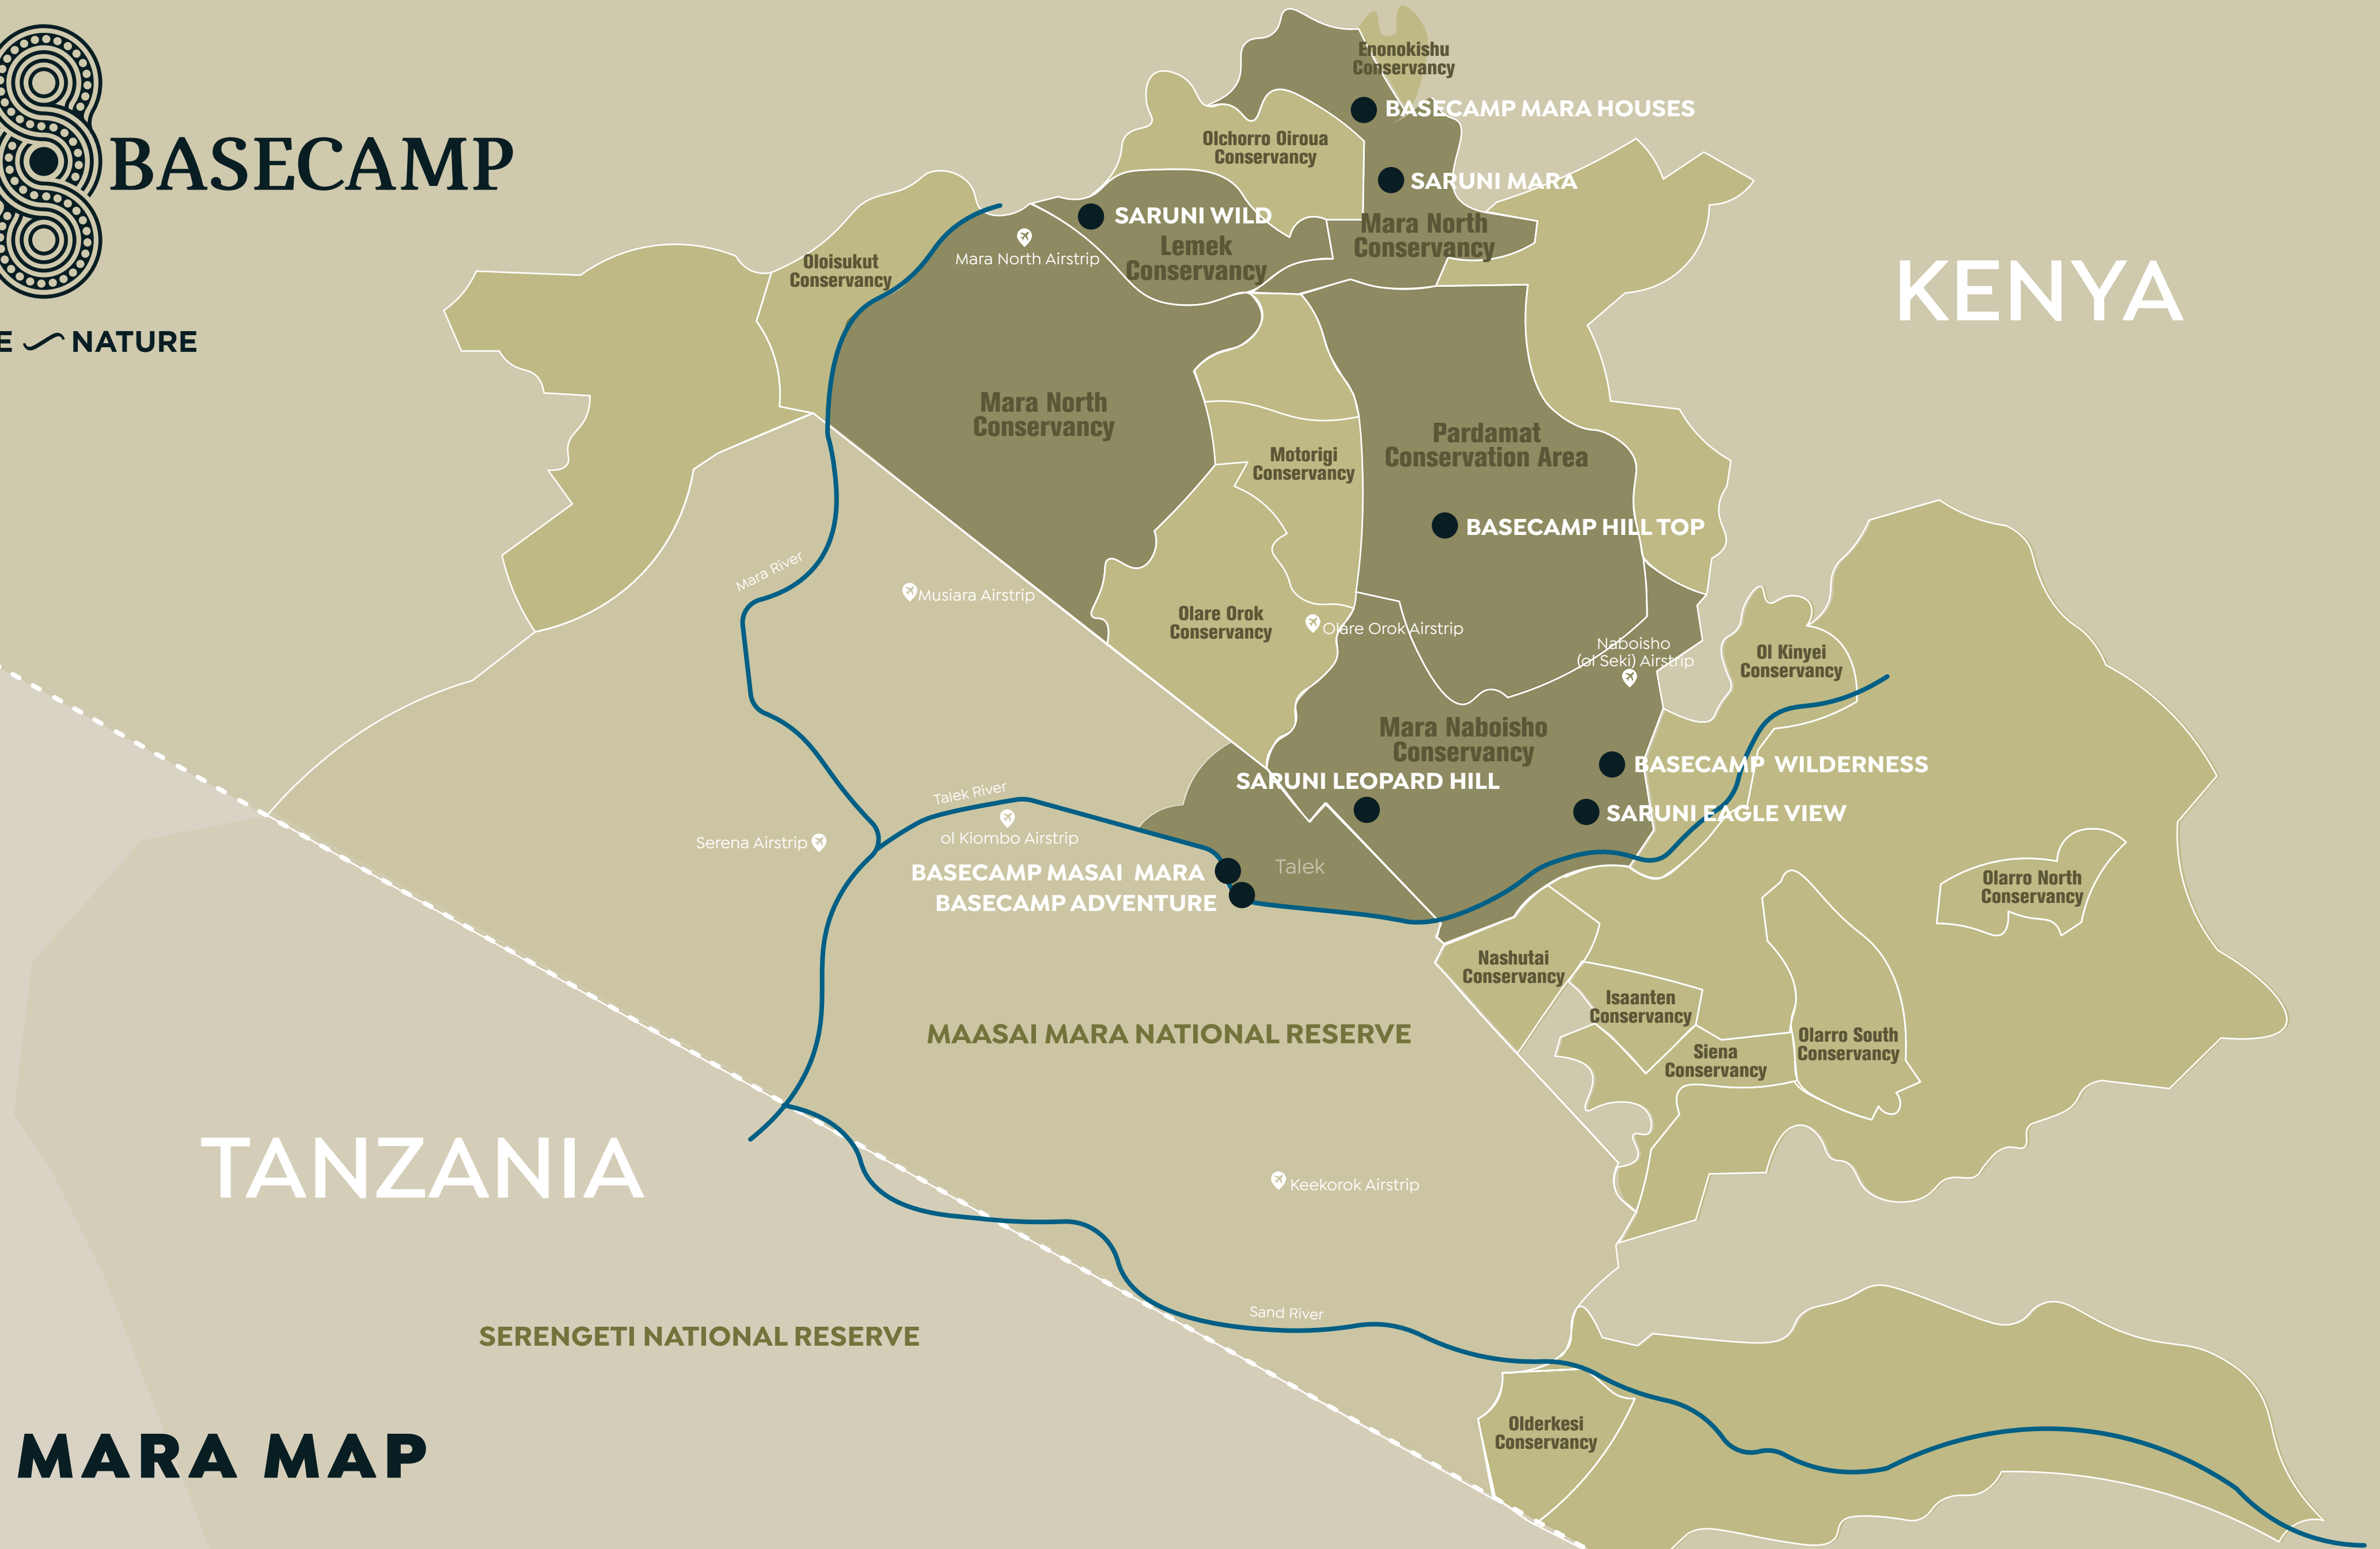 BASECAMP
E ~ NATURE
Enonokishu
Conservancy
BASECAMP MARA HOUSES
Olchorro Oiroua
Conservancy
SARUNI MARA
SARUNI WILD
Mara North
Conservancy
Lemek
Conservancy
Mara North Airstrip
Oloisukut
Conservancy
KENYA
Mara North
Conservancy
Motorigi
Conservancy
Pardamat
Conservation Area
BASECAMP HILL TOP
Mara River
Musiara Airstrip
Olare Orok
Conservancy
Olare Orok Airstrip
Naboisho
(ol Seki) Airstrip
Ol Kinyei
Conservancy
Mara Naboisho
Conservancy
BASECAMP WILDERNESS
SARUNI LEOPARD HILL
SARUNI EAGLE VIEW
Talek River
ol Kiombo Airstrip
Serena Airstrip
BASECAMP MASAI MARA
Talek
BASECAMP ADVENTURE
Olarro North
Conservancy
Nashutai
Conservancy
Isaanten
Conservancy
Olarro South
Conservancy
Siena
Conservancy
MAASAI MARA NATIONAL RESERVE
TANZANIA
Keekorok Airstrip
Sand River
SERENGETI NATIONAL RESERVE
Olderkesi
Conservancy
MARA MAP